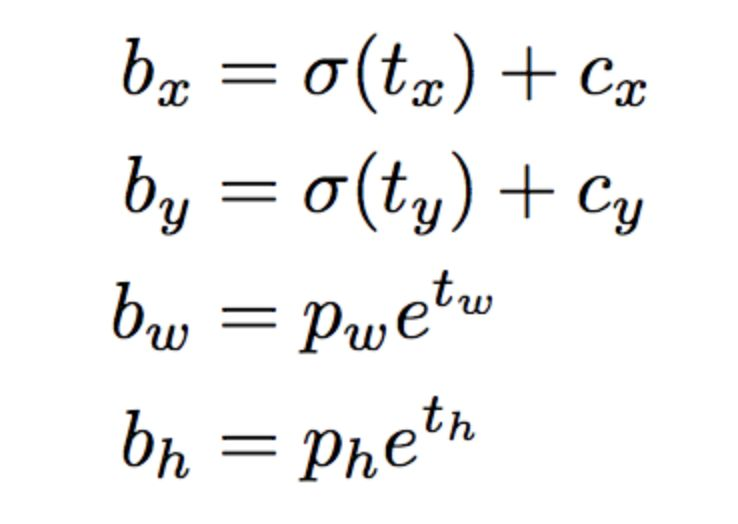 b_x = σ(t_x) + c_x
b_y = σ(t_y) + c_y
b_w = p_w e^{t_w}
b_h = p_h e^{t_h}